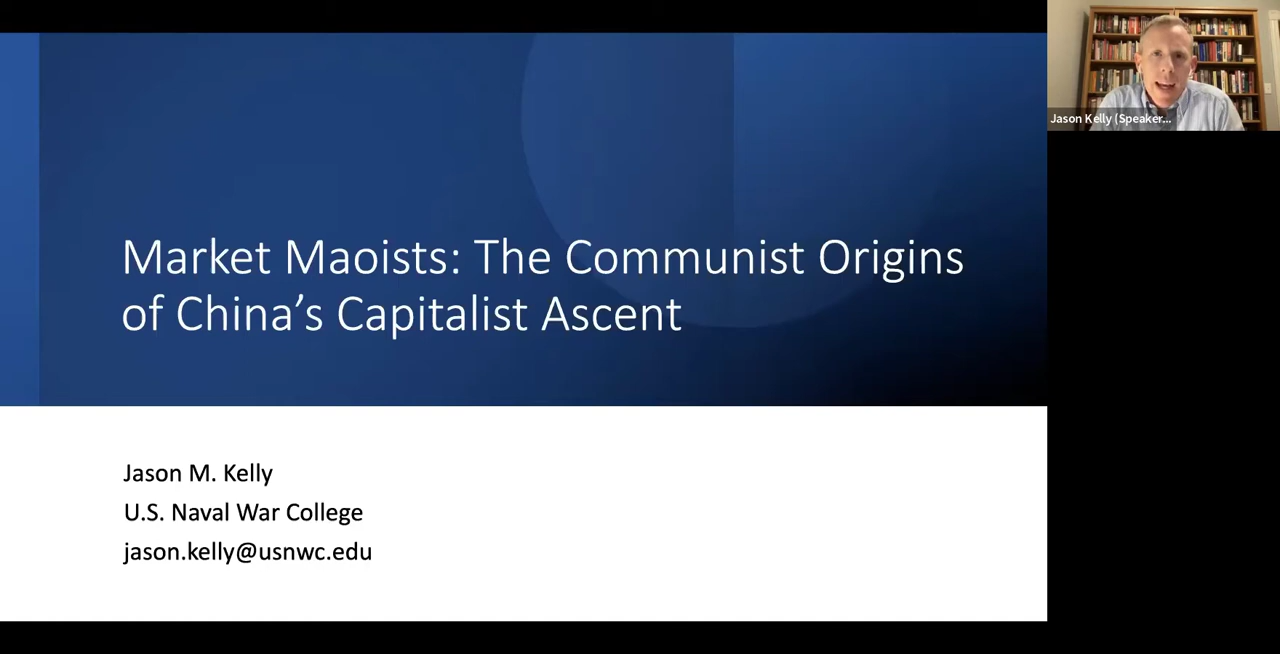 Market Maoists: The Communist Origins
of China’s Capitalist Ascent
Jason M. Kelly
U.S. Naval War College
jason.kelly@usnwc.edu
Jason Kelly (Speaker...